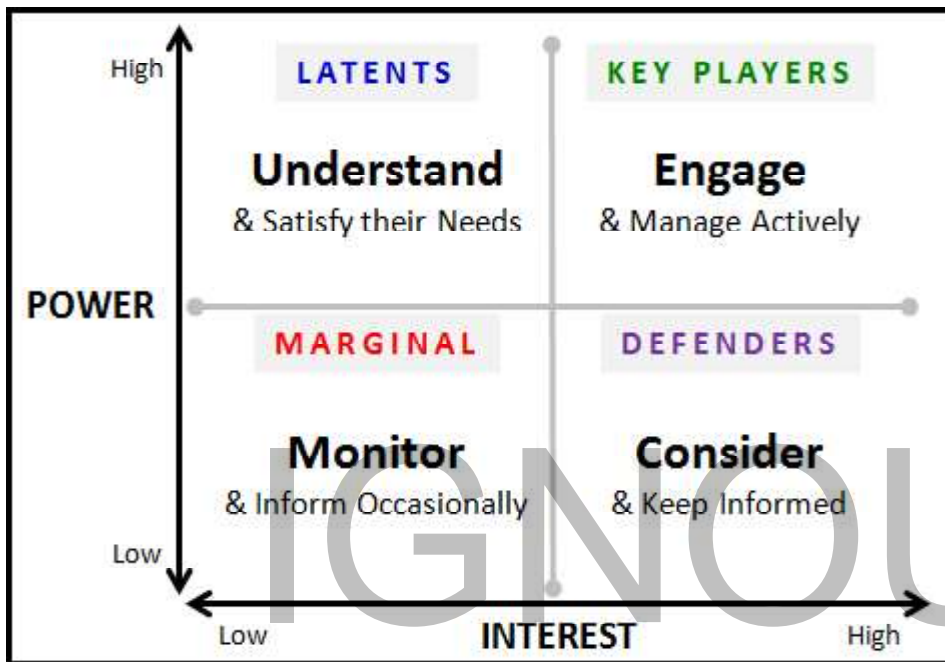 High
LATENTS
KEY PLAYERS
Understand
& Satisfy their Needs
Engage
& Manage Actively
POWER
MARGINAL
DEFENDERS
Monitor
& Inform Occasionally
Consider
& Keep Informed
IGNOU
Low
Low
INTEREST
High